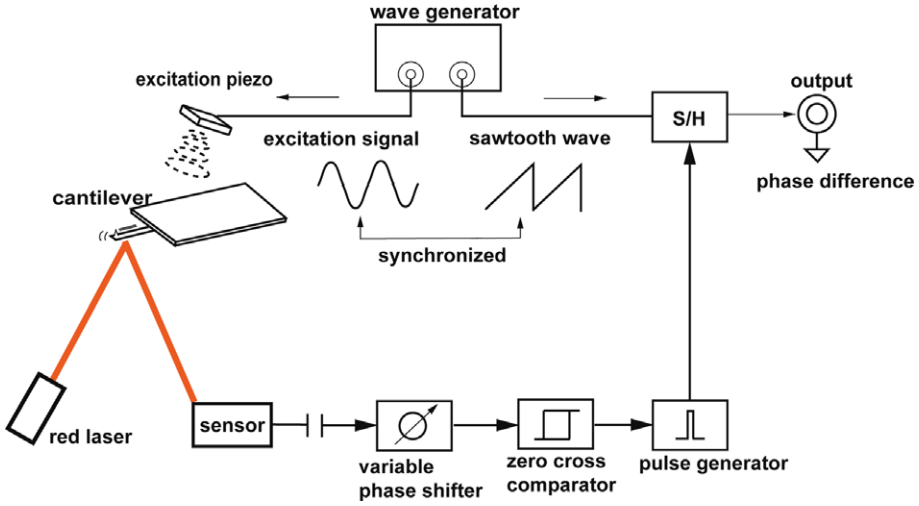 wave generator
excitation piezo
output
excitation signal
sawtooth wave
S/H
phase difference
cantilever
synchronized
red laser
sensor
variable
phase shifter
zero cross
comparator
pulse generator